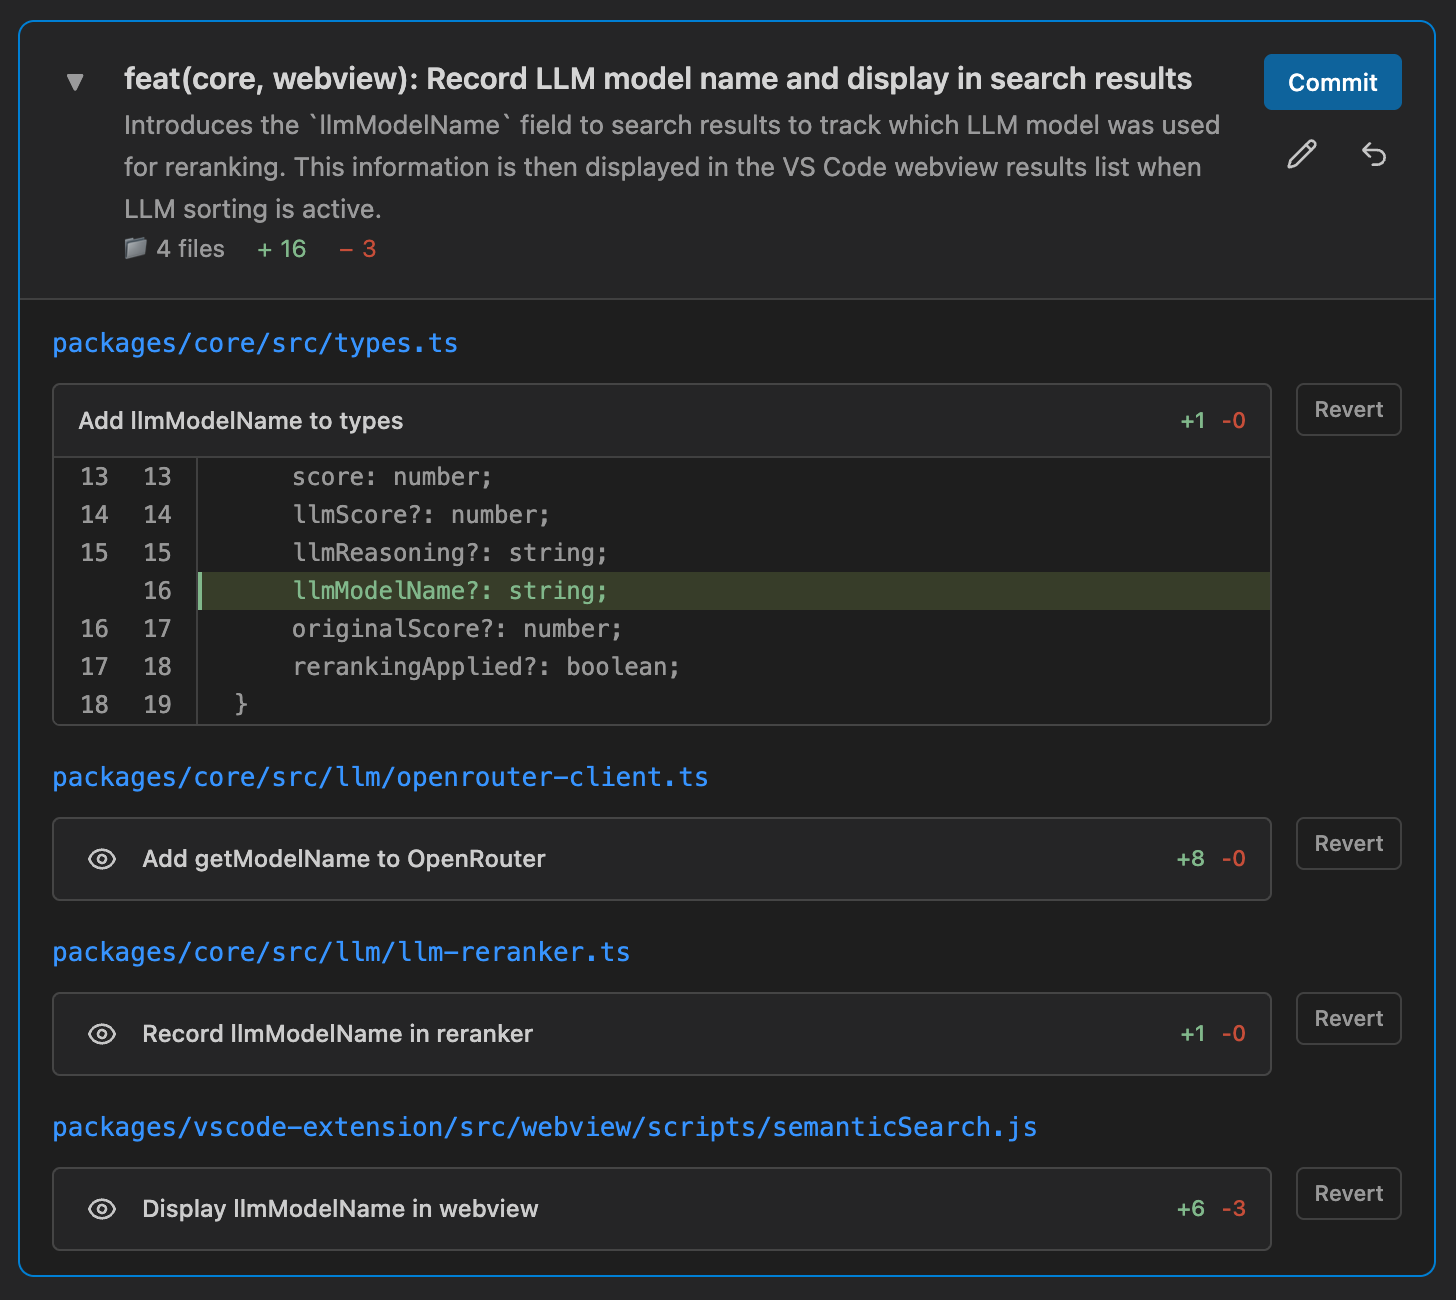 feat(core, webview): Record LLM model name and display in search results
Commit
Introduces the `llmModelName` field to search results to track which LLM model was used
for reranking. This information is then displayed in the VS Code webview results list when
LLM sorting is active.
4 files + 16 − 3
packages/core/src/types.ts
Add llmModelName to types +1 -0
Revert
13 13 score: number;
14 14 llmScore?: number;
15 15 llmReasoning?: string;
16 llmModelName?: string;
16 17 originalScore?: number;
17 18 rerankingApplied?: boolean;
18 19 }
packages/core/src/llm/openrouter-client.ts
Add getModelName to OpenRouter +8 -0
Revert
packages/core/src/llm/llm-reranker.ts
Record llmModelName in reranker +1 -0
Revert
packages/vscode-extension/src/webview/scripts/semanticSearch.js
Display llmModelName in webview +6 -3
Revert